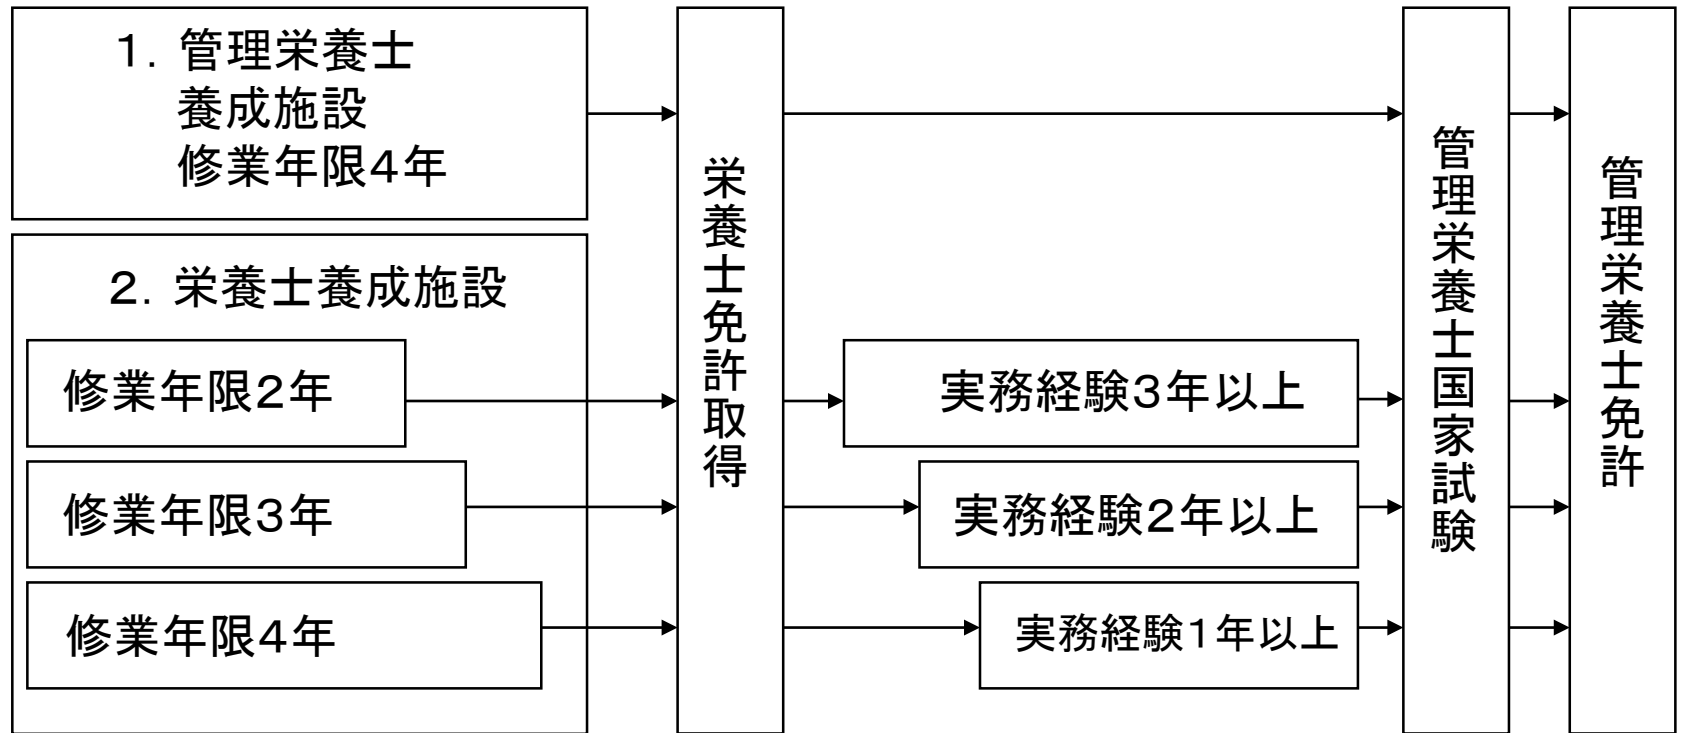 1. 管理栄養士
養成施設
修業年限4年
2. 栄養士養成施設
修業年限2年
修業年限3年
修業年限4年
栄養士免許取得
実務経験3年以上
実務経験2年以上
実務経験1年以上
管理栄養士国家試験
管理栄養士免許